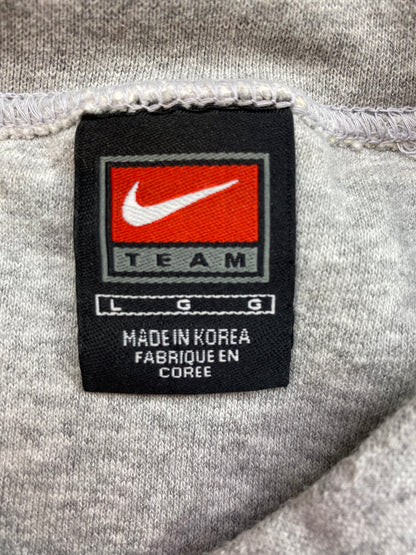 TEAM
L G G
MADE IN KOREA
FABRIQUE EN
COREE